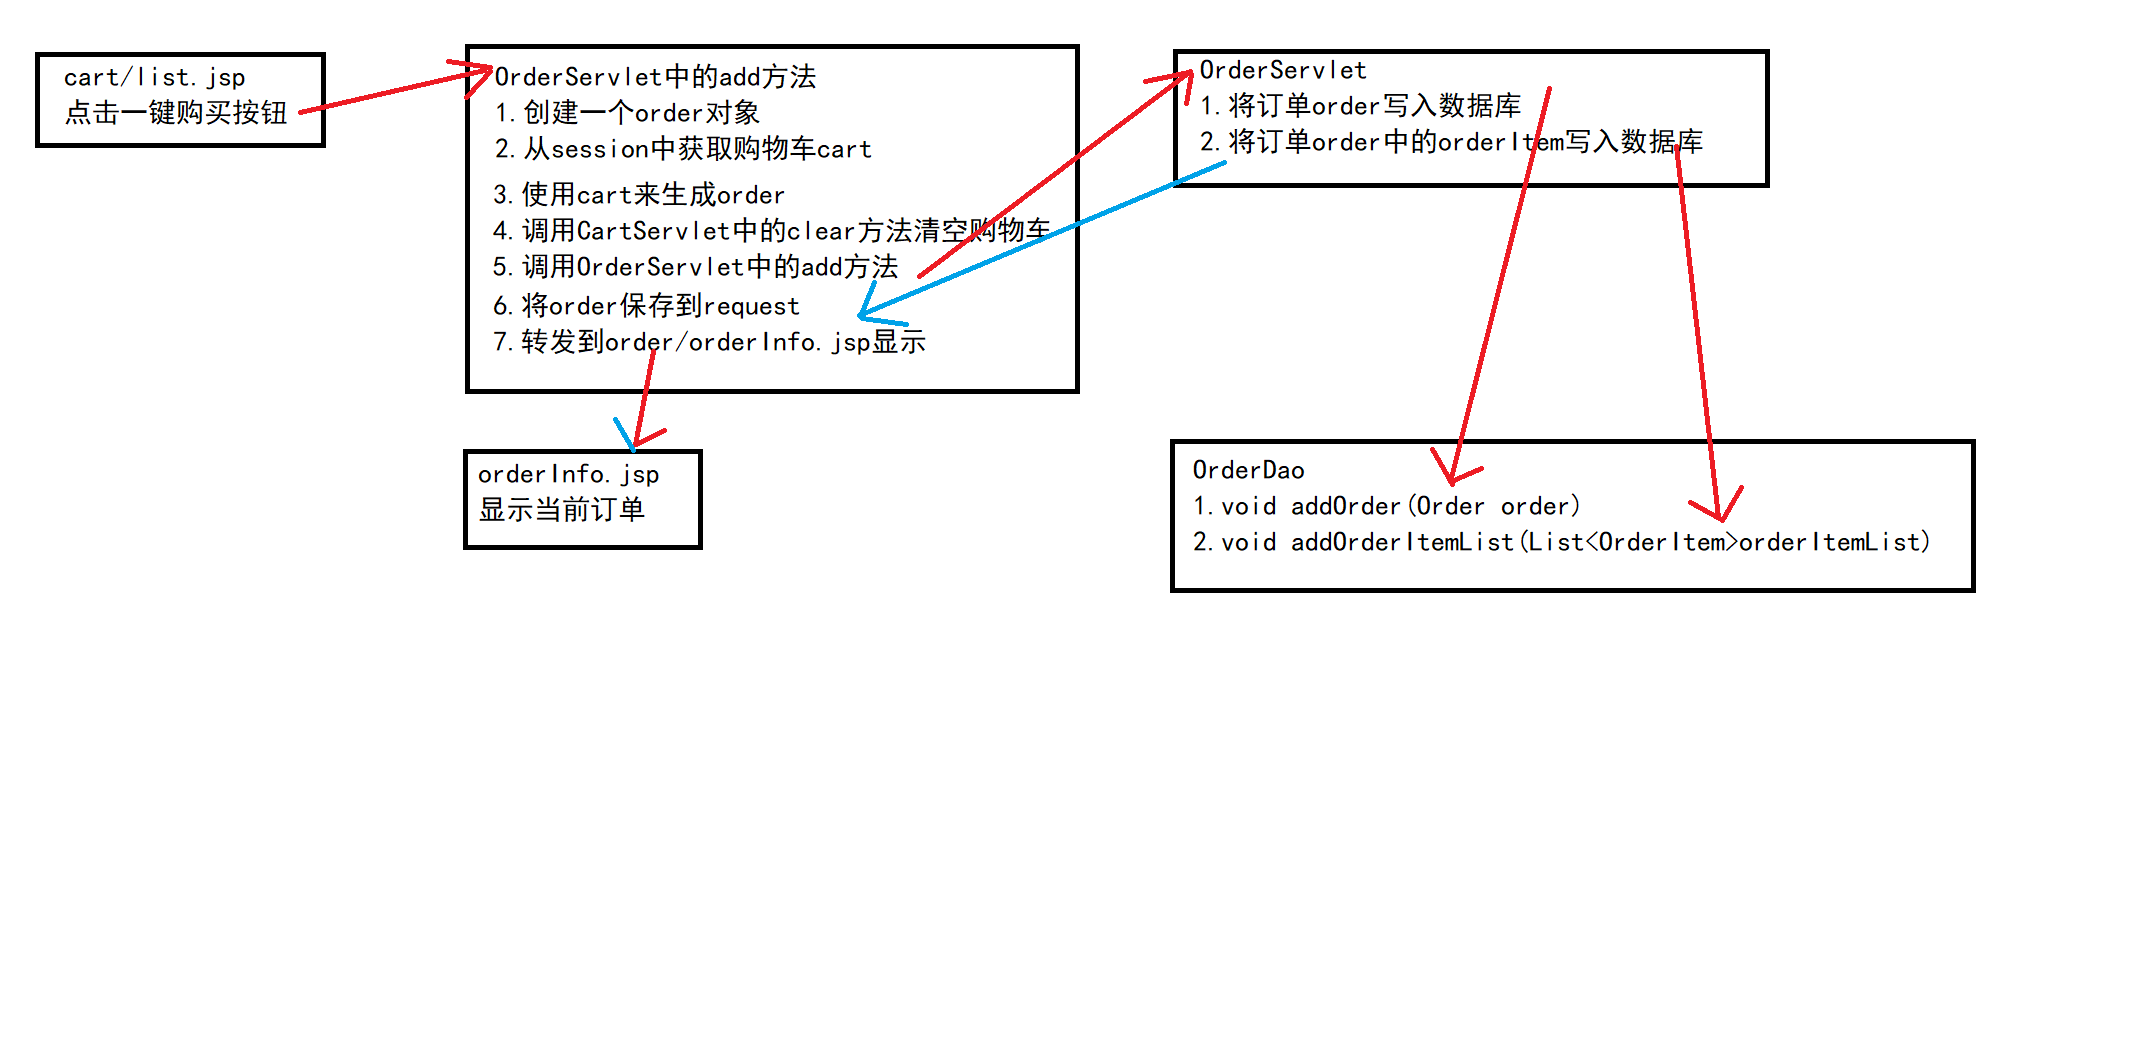 cart/list.jsp
点击一键购买按钮
OrderServlet中的add方法
1.创建一个order对象
2.从session中获取购物车cart
3.使用cart来生成order
4.调用CartServlet中的clear方法清空购物车
5.调用OrderServlet中的add方法
6.将order保存到request
7.转发到order/orderInfo.jsp显示
OrderServlet
1.将订单order写入数据库
2.将订单order中的orderItem写入数据库
orderInfo.jsp
显示当前订单
OrderDao
1.void addOrder(Order order)
2.void addOrderItemList(List<OrderItem>orderItemList)